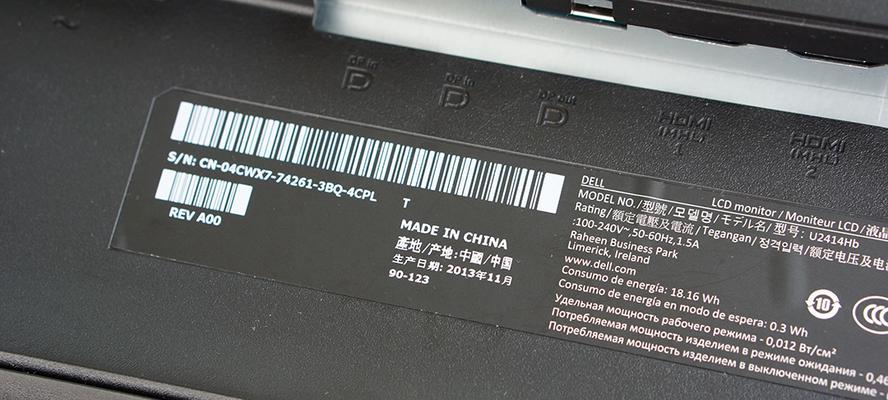 DP in
DP in
DP out
HDMI
(MHL)
1
HDMI
(MHL)
2
S/N: CN-04CWX7-74261-3BQ-4CPL
T
REV A00
MADE IN CHINA
產地/产地: 中國/中国
生产日期: 2013年11月
90-123
DELL
LCD monitor / Moniteur LCD /液晶
MODEL NO./型號/모델명/モデル名/型号: U2414Hb
Rating/額定電壓及電流 / Tegangan/정격입력/额定电压及电
:100-240V~,50-60Hz,1.5A
Raheen Business Park
Limerick, Ireland
www.dell.com
Consumo de energía: 18.16 Wh
Consumo de energía en modo de espera: 0.3 Wh
10
CCC
Удельная мощность рабочего режима - 0,012 Вт/см²
Потребляемая мощность изделием в режиме ожидания - 0,46
Потребляемая мощность изделием в выключенном режиме -